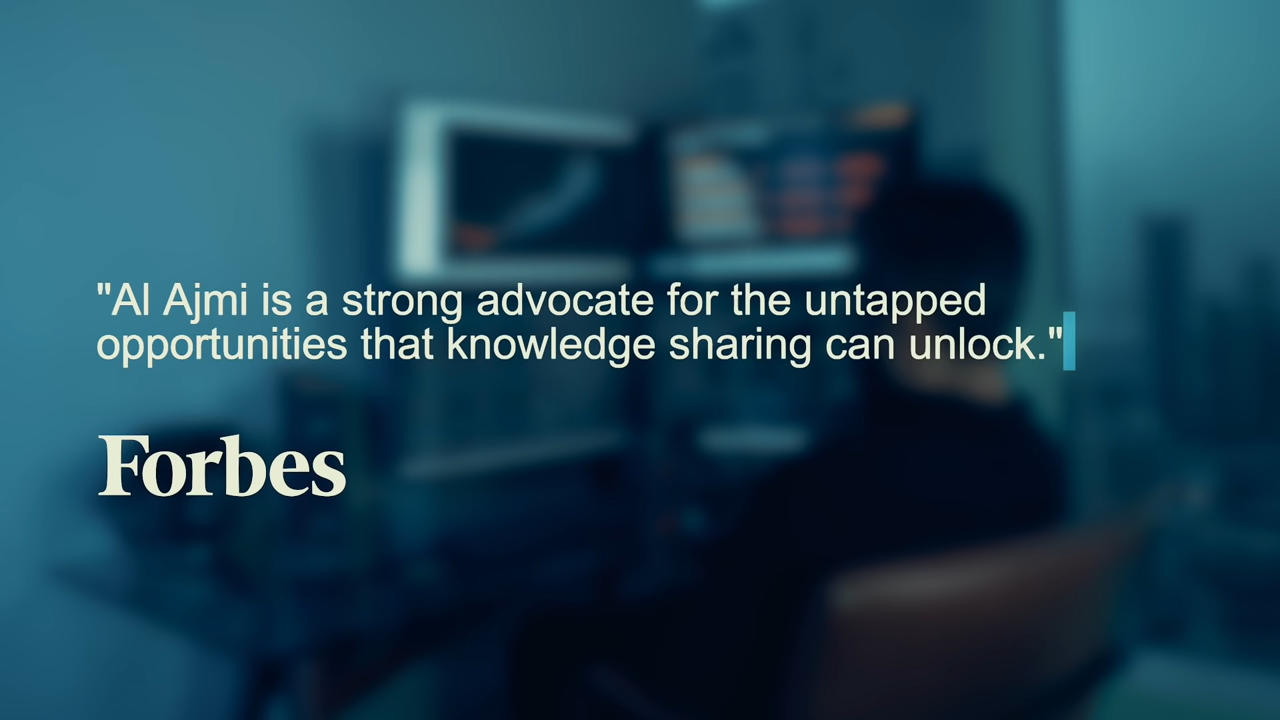 "Al Ajmi is a strong advocate for the untapped
opportunities that knowledge sharing can unlock."
Forbes